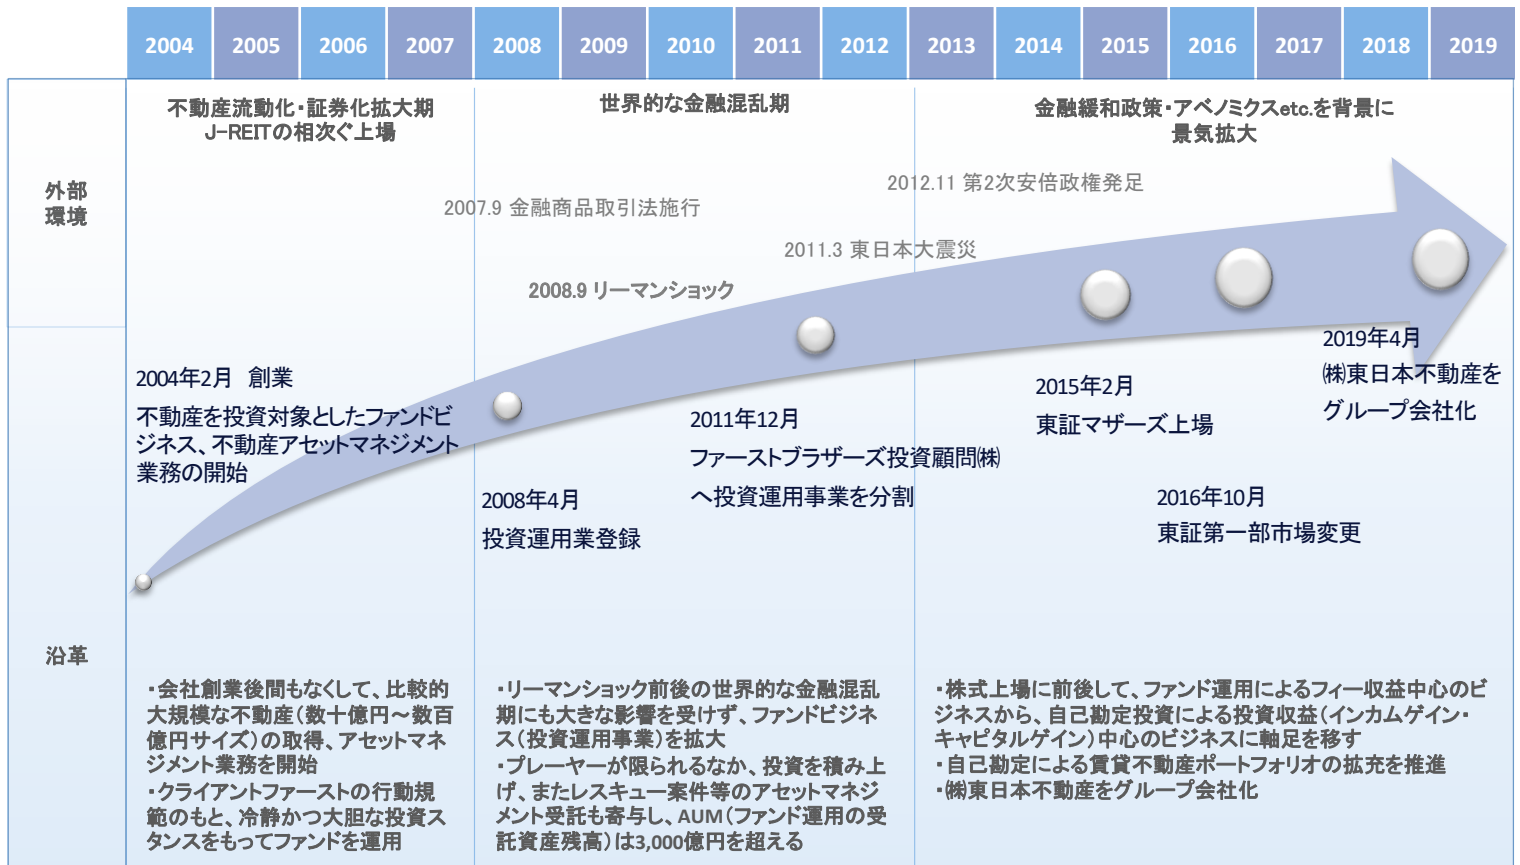 2004 2005 2006 2007 2008 2009 2010 2011 2012 2013 2014 2015 2016 2017 2018 2019
外部
環境
不動産流動化・証券化拡大期
J-REITの相次ぐ上場
世界的な金融混乱期
金融緩和政策・アベノミクスetc.を背景に
景気拡大
2012.11 第2次安倍政権発足
2007.9 金融商品取引法施行
2011.3 東日本大震災
2008.9 リーマンショック
沿革
2004年2月 創業
不動産を投資対象としたファンドビ
ジネス、不動産アセットマネジメント
業務の開始
2008年4月
投資運用業登録
2011年12月
ファーストブラザーズ投資顧問㈱
へ投資運用事業を分割
2015年2月
東証マザーズ上場
2016年10月
東証第一部市場変更
2019年4月
㈱東日本不動産を
グループ会社化
・会社創業後間もなくして、比較的
大規模な不動産（数十億円～数百
億円サイズ）の取得、アセットマネ
ジメント業務を開始
・クライアントファーストの行動規
範のもと、冷静かつ大胆な投資ス
タンスをもってファンドを運用
・リーマンショック前後の世界的な金融混乱
期にも大きな影響を受けず、ファンドビジネ
ス（投資運用事業）を拡大
・プレーヤーが限られるなか、投資を積み上
げ、またレスキュー案件等のアセットマネジ
メント受託も寄与し、AUM（ファンド運用の受
託資産残高）は3,000億円を超える
・株式上場に前後して、ファンド運用によるフィー収益中心のビ
ジネスから、自己勘定投資による投資収益（インカムゲイン・
キャピタルゲイン）中心のビジネスに軸足を移す
・自己勘定による賃貸不動産ポートフォリオの拡充を推進
・㈱東日本不動産をグループ会社化